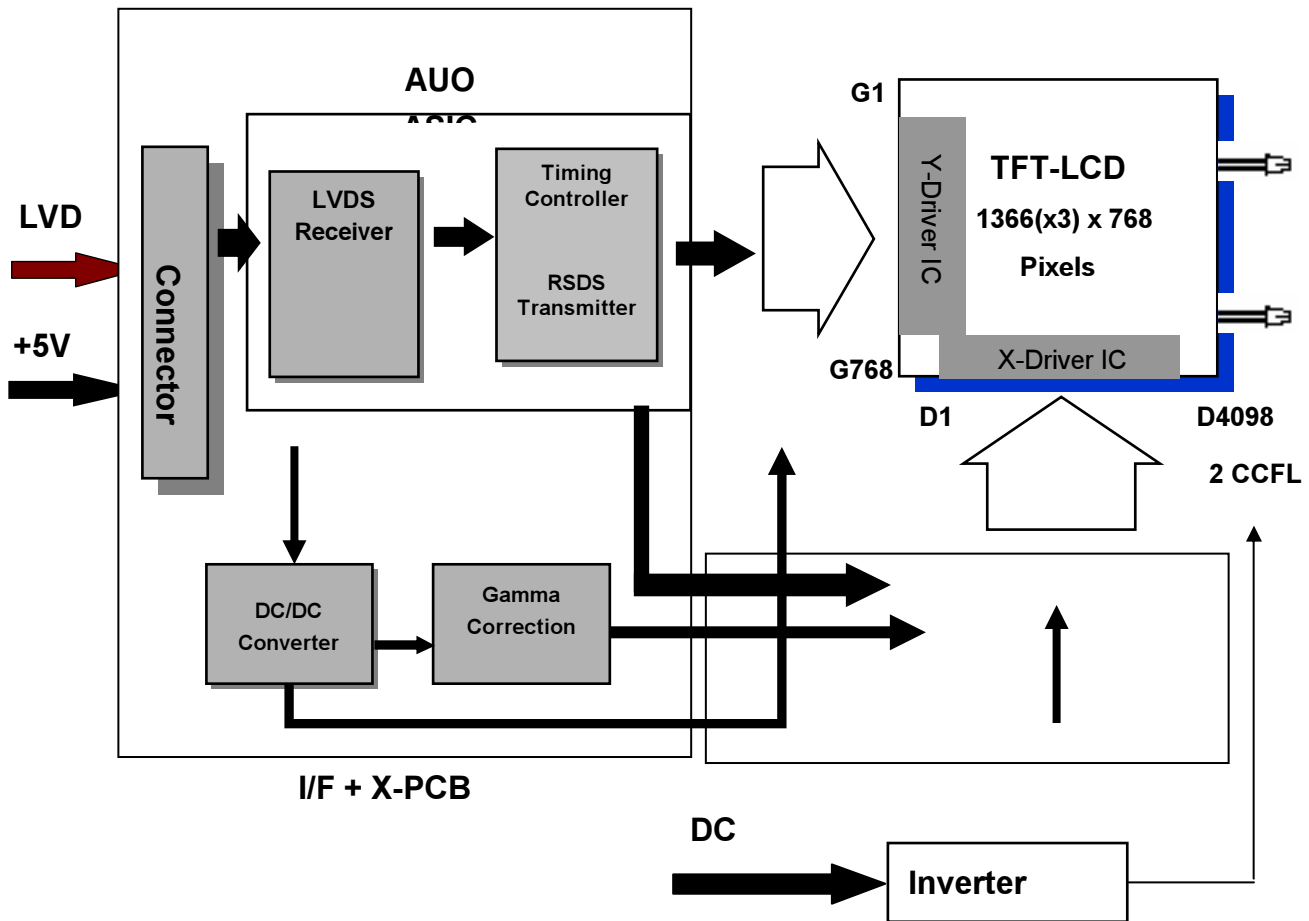 AUO
G1
LVD
+5V
Connector
LVDS
Receiver
Timing
Controller
RSDS
Transmitter
Y-Driver IC
TFT-LCD
1366(x3) x 768
Pixels
X-Driver IC
G768
D1
D4098
2 CCFL
DC/DC
Converter
Gamma
Correction
I/F + X-PCB
DC
Inverter